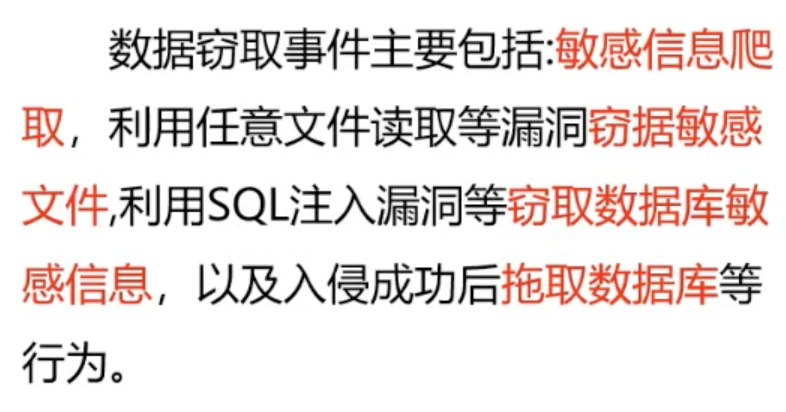 数据窃取事件主要包括:敏感信息爬
取，利用任意文件读取等漏洞窃据敏感
文件,利用SQL注入漏洞等窃取数据库敏
感信息，以及入侵成功后拖取数据库等
行为。